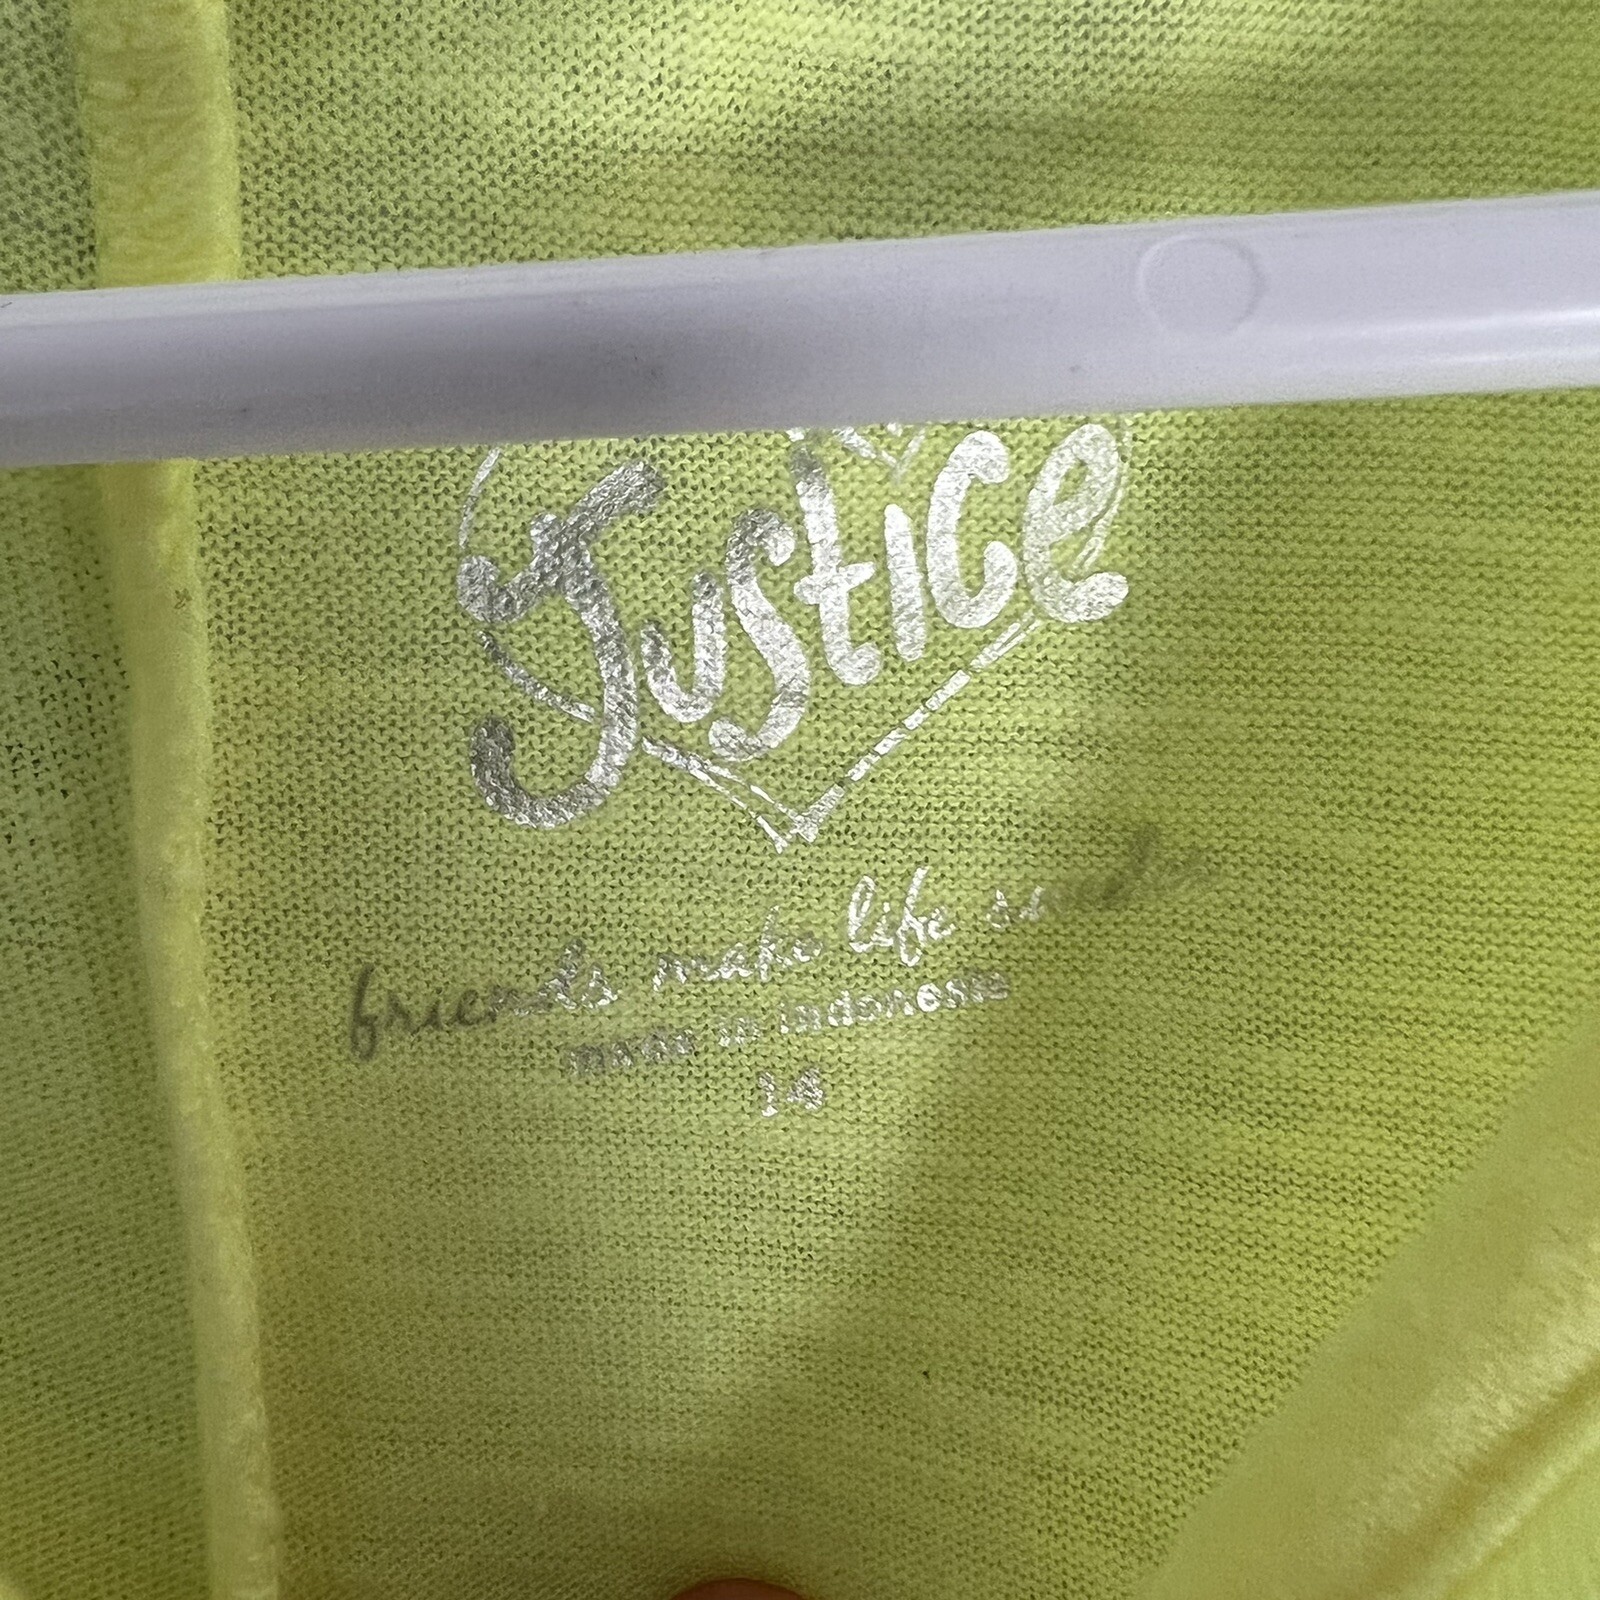 Justice
friends make life
made in indonesia
14